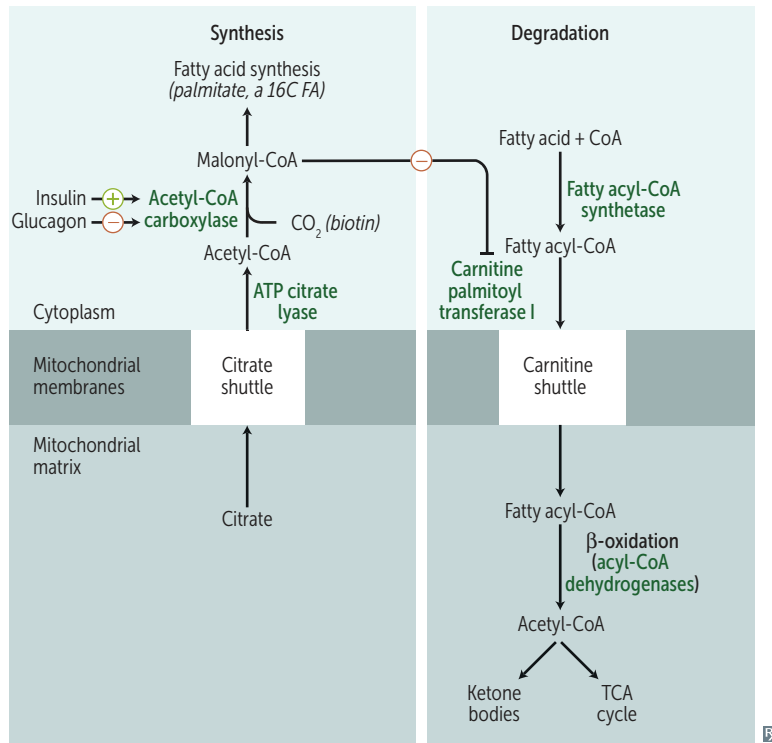 Synthesis
Fatty acid synthesis
(palmitate, a 16C FA)
Malonyl-CoA
−
Insulin + Acetyl-CoA
Glucagon − carboxylase
CO2 (biotin)
Acetyl-CoA
ATP citrate
lyase
Cytoplasm
Mitochondrial
membranes
Citrate
shuttle
Mitochondrial
matrix
Citrate
Degradation
Fatty acid + CoA
Fatty acyl-CoA
synthetase
Fatty acyl-CoA
Carnitine
palmitoyl
transferase I
Carnitine
shuttle
Fatty acyl-CoA
β-oxidation
(acyl-CoA
dehydrogenases)
Acetyl-CoA
Ketone
bodies
TCA
cycle